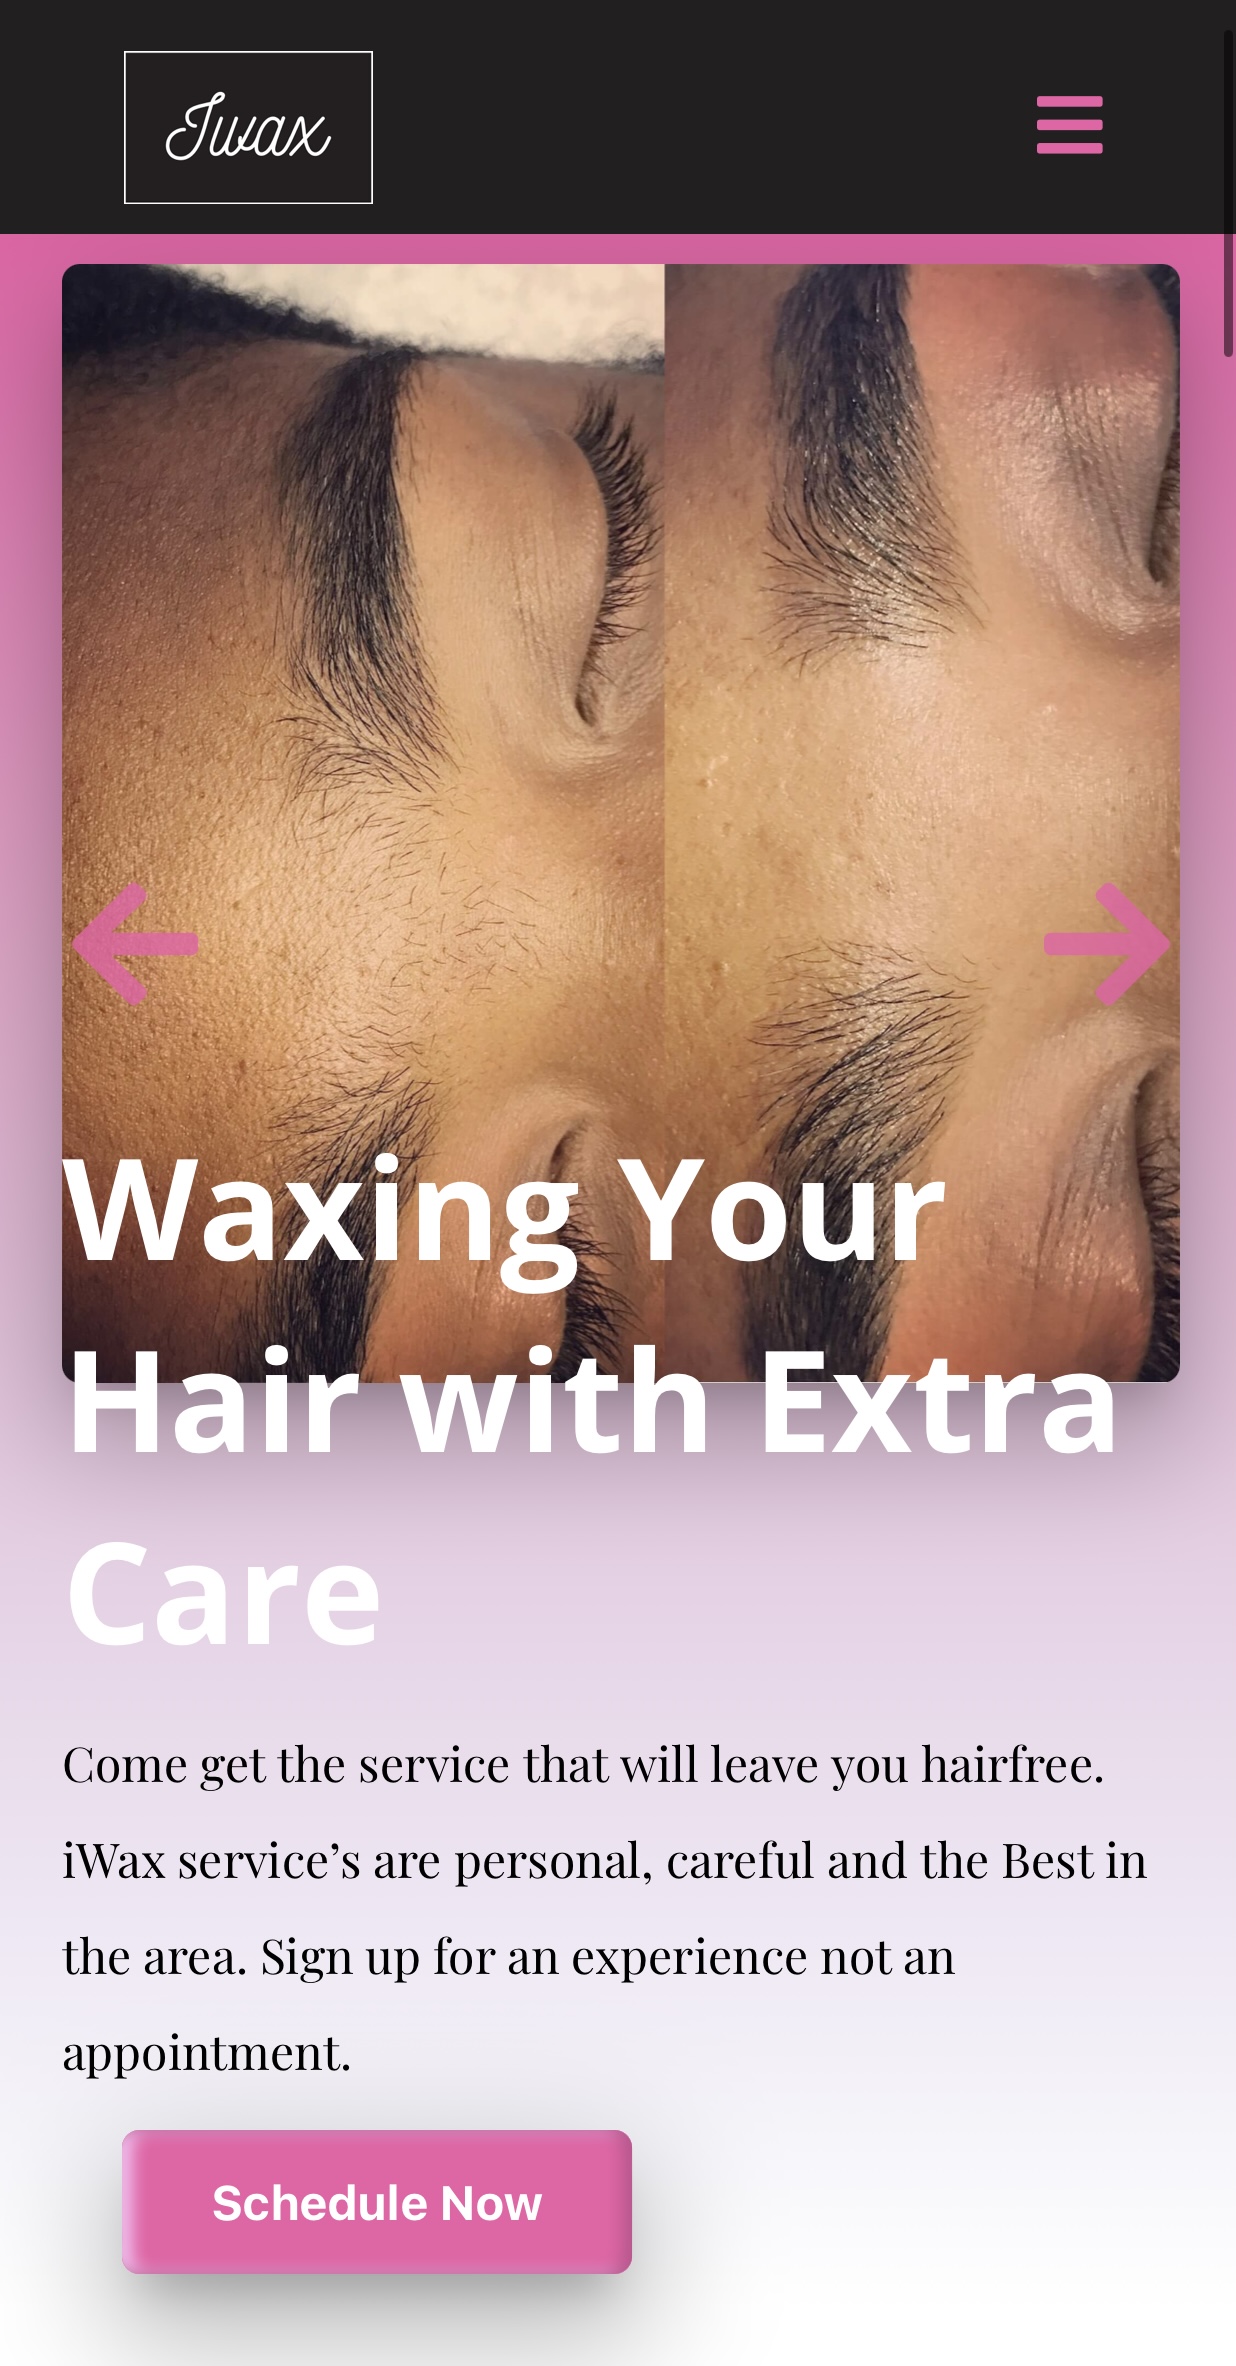 Iwax
Waxing Your
Hair with Extra
Care
Come get the service that will leave you hairfree.
iWax service’s are personal, careful and the Best in
the area. Sign up for an experience not an
appointment.
Schedule Now